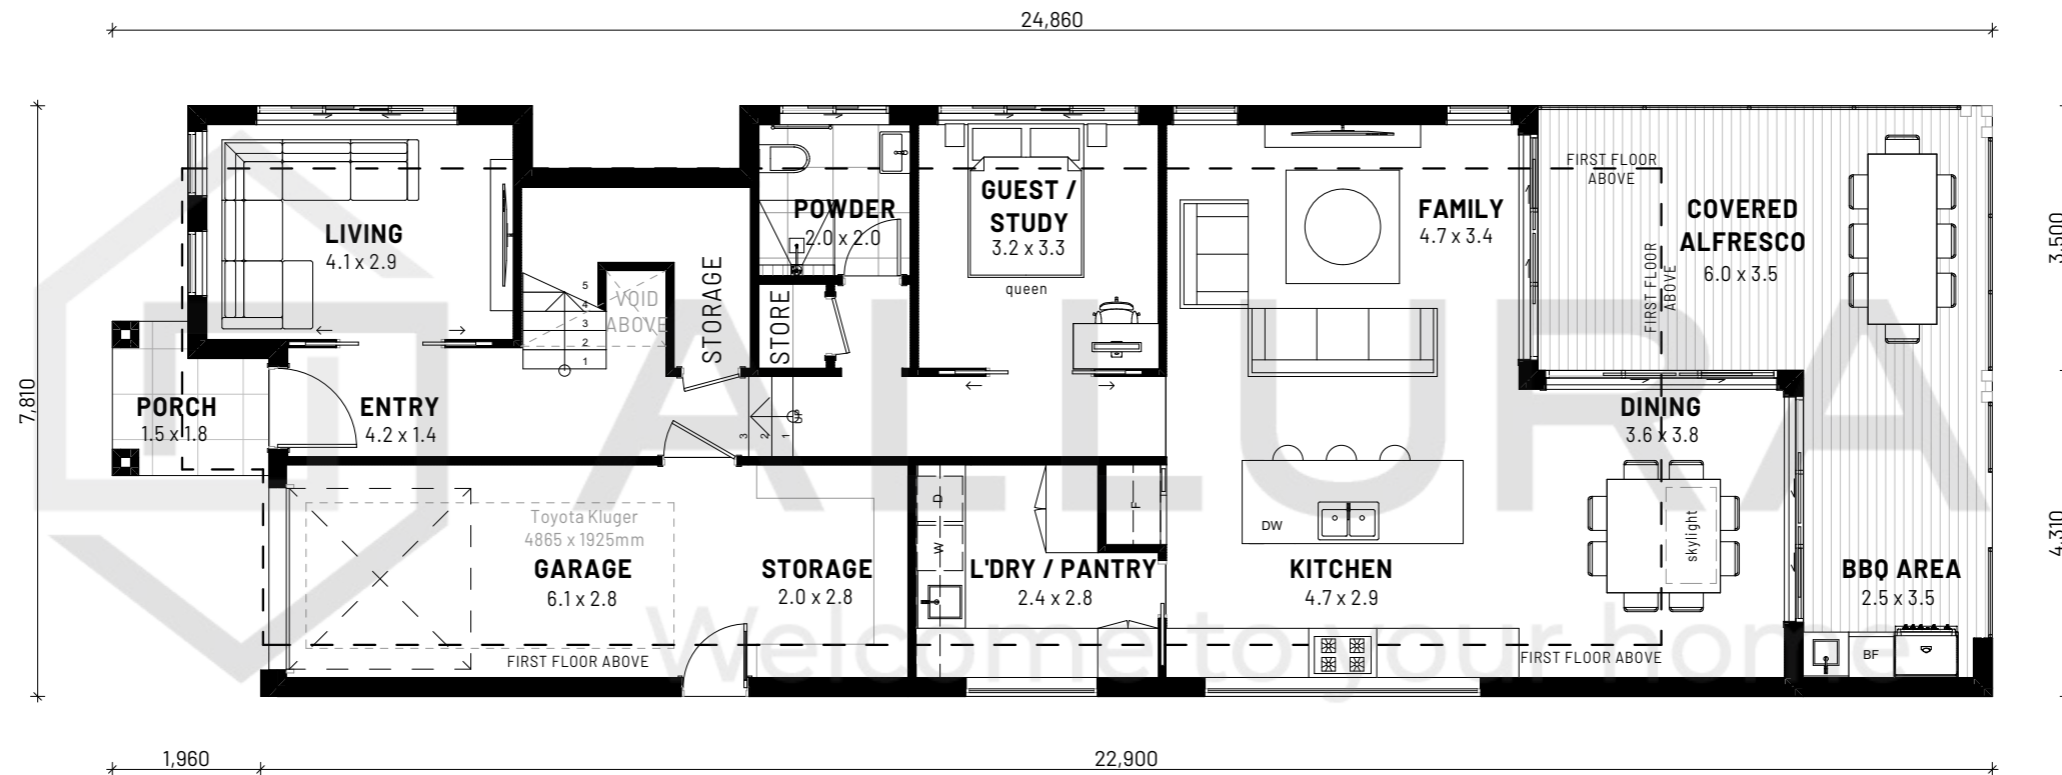 24,860
7,810
3,500
4,310
LIVING
4.1 x 2.9
POWDER
2.0 x 2.0
GUEST /
STUDY
3.2 x 3.3
queen
FAMILY
4.7 x 3.4
FIRST FLOOR
ABOVE
COVERED
ALFRESCO
6.0 x 3.5
FIRST FLOOR
ABOVE
VOID
ABOVE
STORAGE
STORE
5
4
3
2
1
PORCH
1.5 x 1.8
ENTRY
4.2 x 1.4
3
2
1
DINING
3.6 x 3.8
ALLURA
Toyota Kluger
4865 x 1925mm
GARAGE
6.1 x 2.8
STORAGE
2.0 x 2.8
D
W
F
L'DRY / PANTRY
2.4 x 2.8
DW
KITCHEN
4.7 x 2.9
skylight
BBQ AREA
2.5 x 3.5
Welcome to your home
FIRST FLOOR ABOVE
FIRST FLOOR ABOVE
BF
1,960
22,900